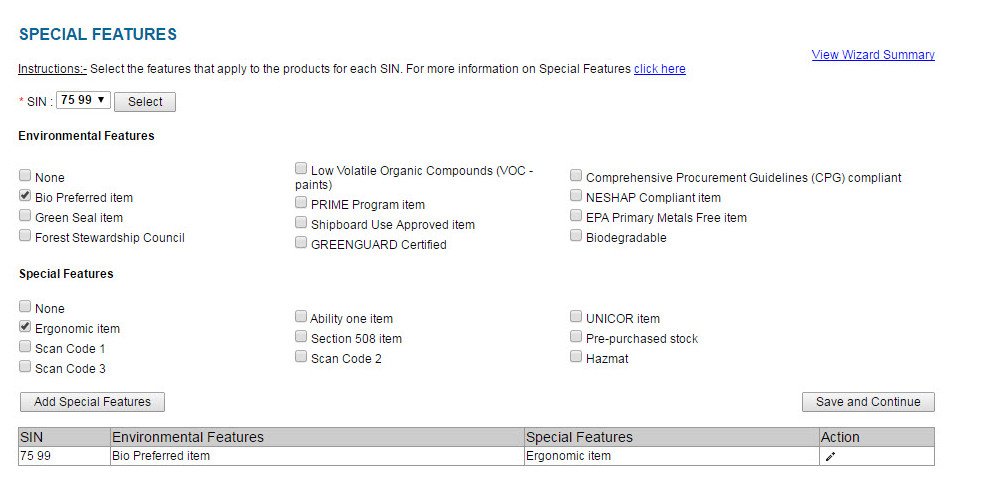 SPECIAL FEATURES
View Wizard Summary
Instructions:- Select the features that apply to the products for each SIN. For more information on Special Features click here
* SIN : 75 99 Select
Environmental Features
None
Bio Preferred item
Green Seal item
Forest Stewardship Council
Low Volatile Organic Compounds (VOC -
paints)
PRIME Program item
Shipboard Use Approved item
GREENGUARD Certified
Comprehensive Procurement Guidelines (CPG) compliant
NESHAP Compliant item
EPA Primary Metals Free item
Biodegradable
Special Features
None
Ergonomic item
Scan Code 1
Scan Code 3
Ability one item
Section 508 item
Scan Code 2
UNICOR item
Pre-purchased stock
Hazmat
Add Special Features
Save and Continue
SIN Environmental Features Special Features Action
75 99 Bio Preferred item Ergonomic item